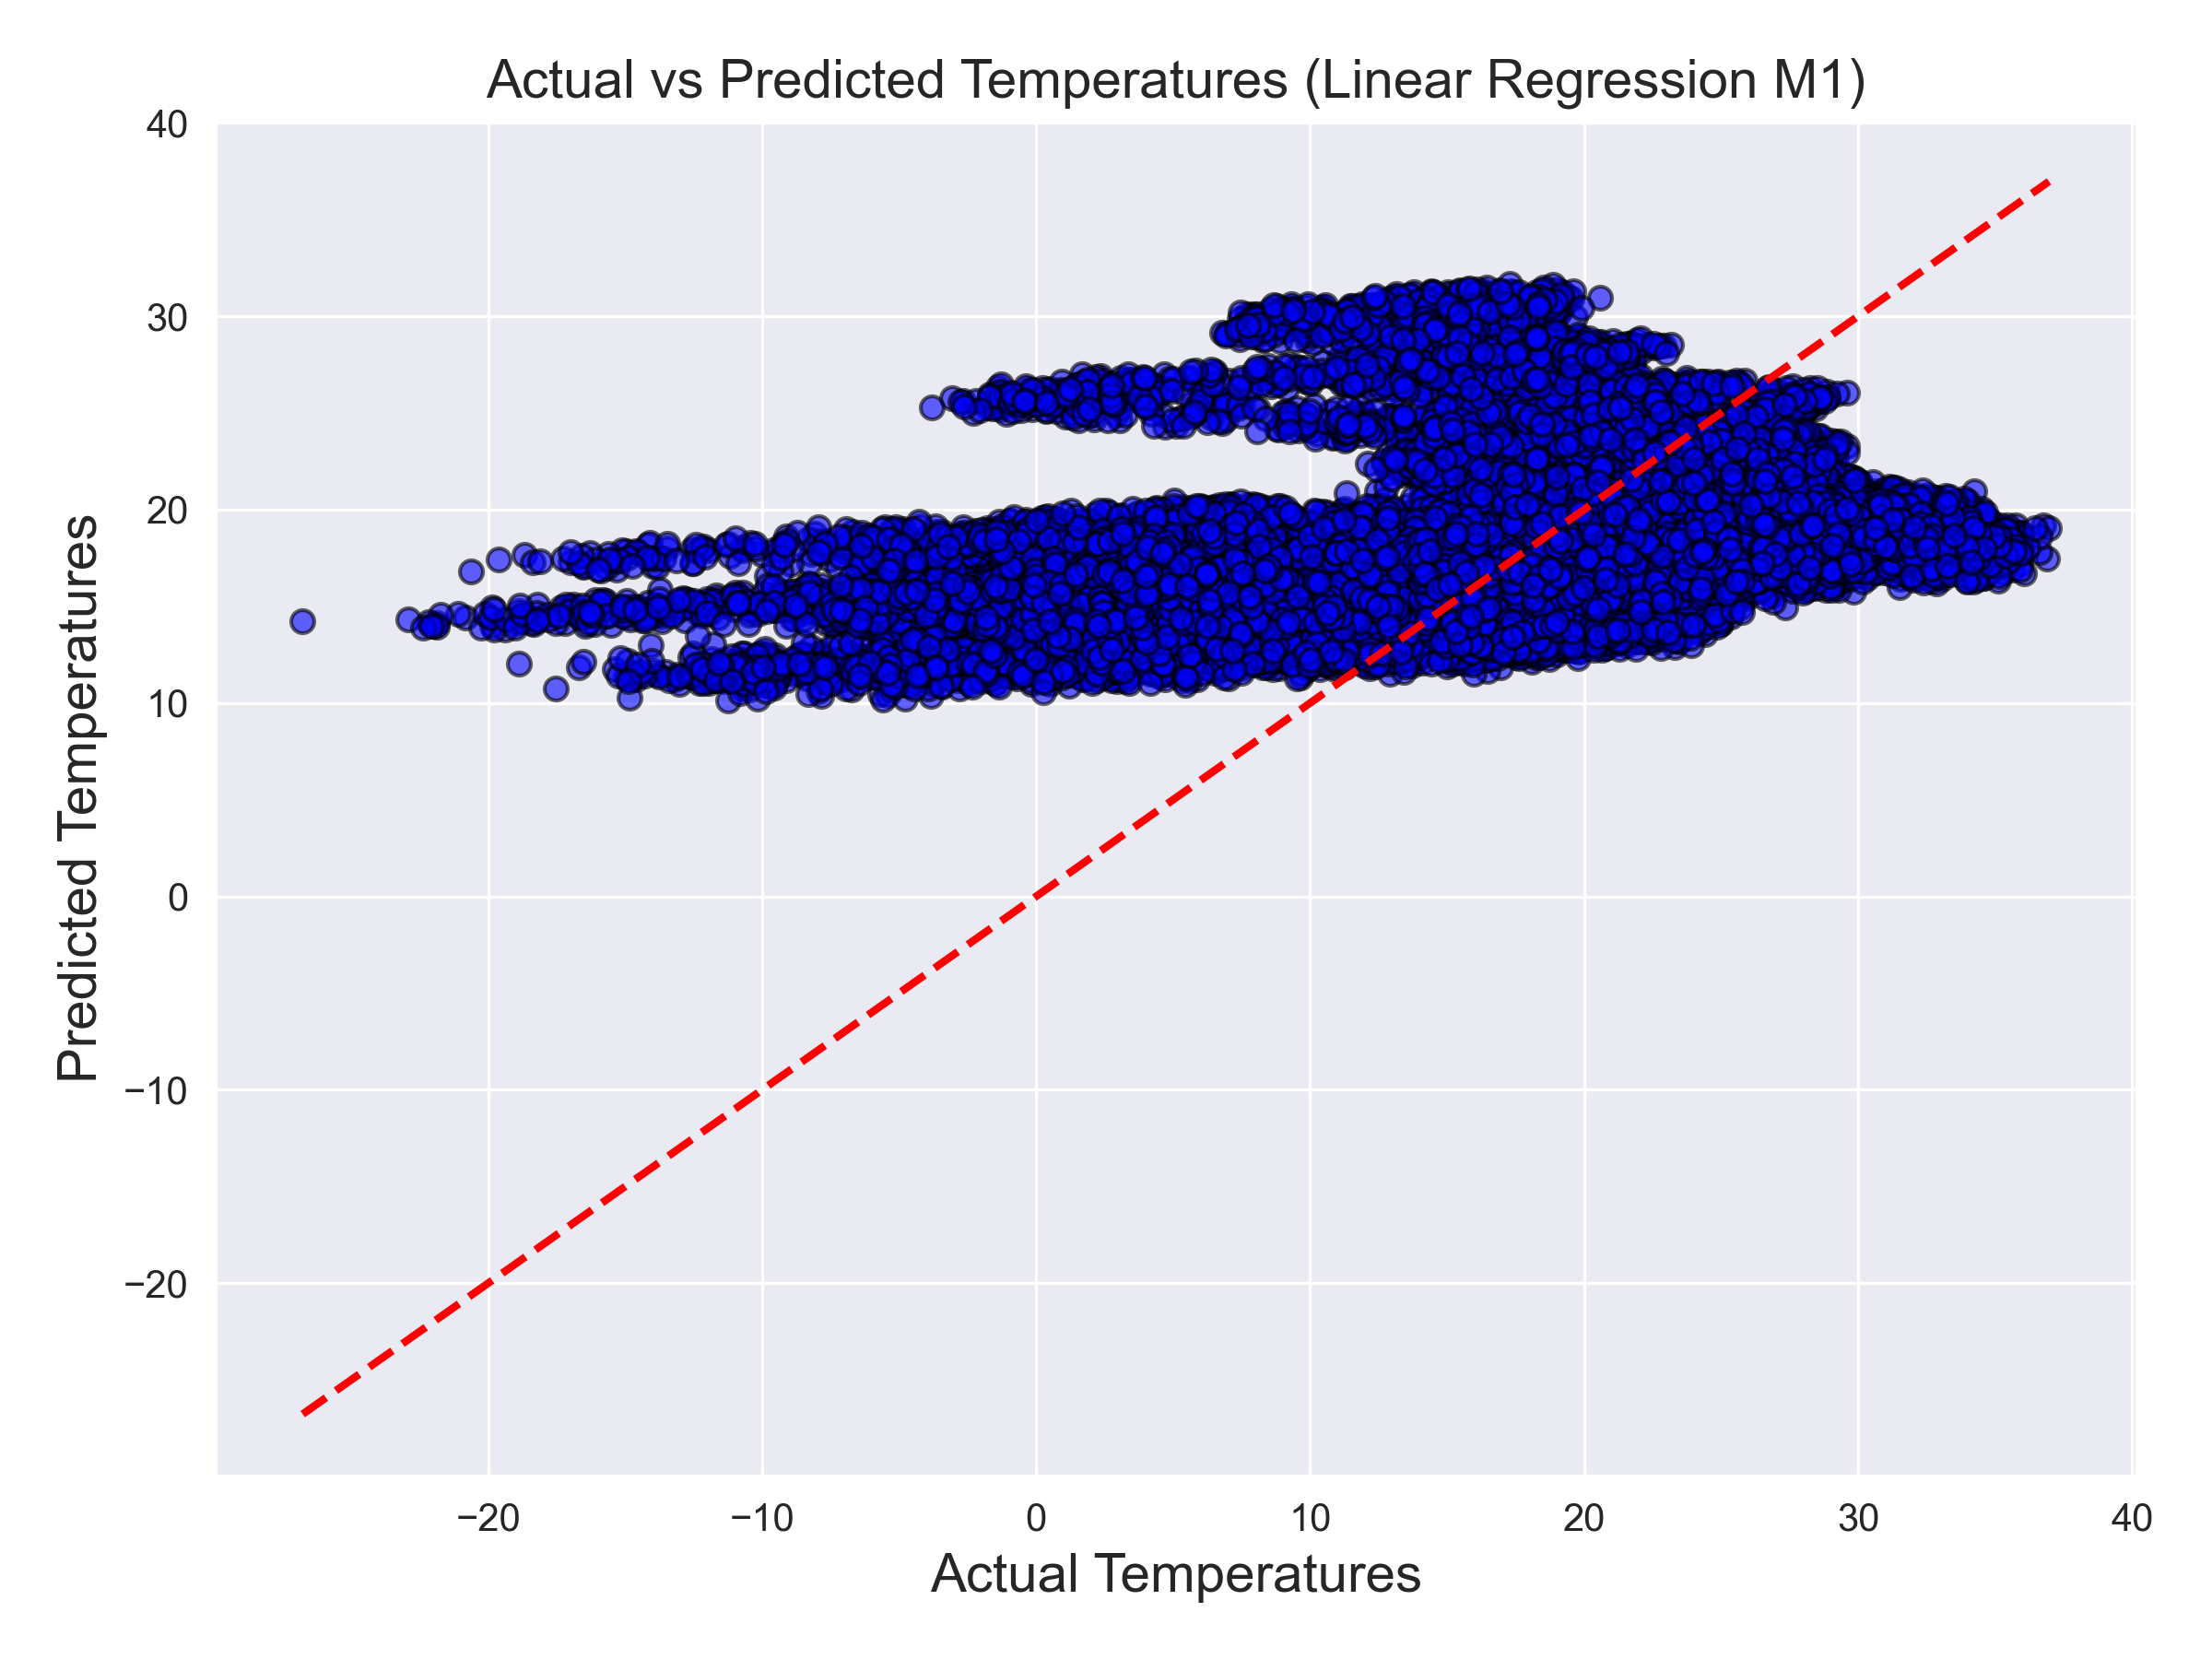 Actual vs Predicted Temperatures (Linear Regression M1)
40
30
20
10
0
−10
−20
Predicted Temperatures
−20 −10 0 10 20 30 40
Actual Temperatures